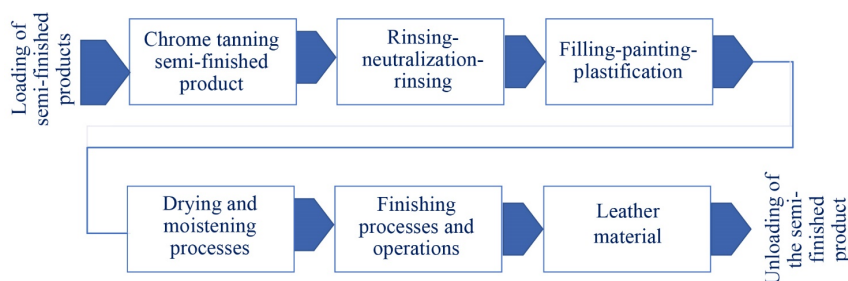 Loading of
semi-finished
products
Chrome tanning
semi-finished
product
Rinsing-
neutralization-
rinsing
Filling-painting-
plastification
Drying and
moistening
processes
Finishing
processes and
operations
Leather
material
Unloading of
the semi-
finished
product